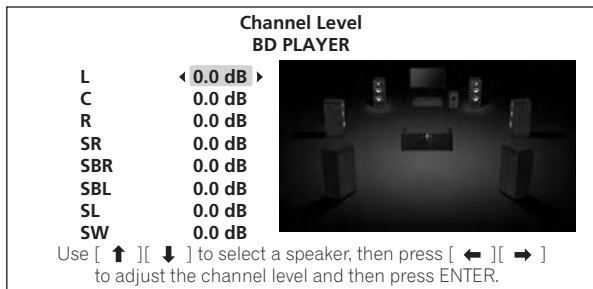 Channel Level
BD PLAYER
L 0.0 dB
C 0.0 dB
R 0.0 dB
SR 0.0 dB
SBR 0.0 dB
SBL 0.0 dB
SL 0.0 dB
SW 0.0 dB
Use [ ↑ ][ ↓ ] to select a speaker, then press [ ← ][ → ]
to adjust the channel level and then press ENTER.